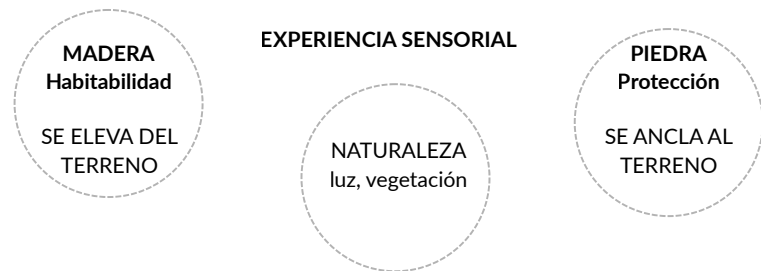 MADERA
Habitabilidad
SE ELEVA DEL
TERRENO
EXPERIENCIA SENSORIAL
NATURALEZA
luz, vegetación
PIEDRA
Protección
SE ANCLA AL
TERRENO